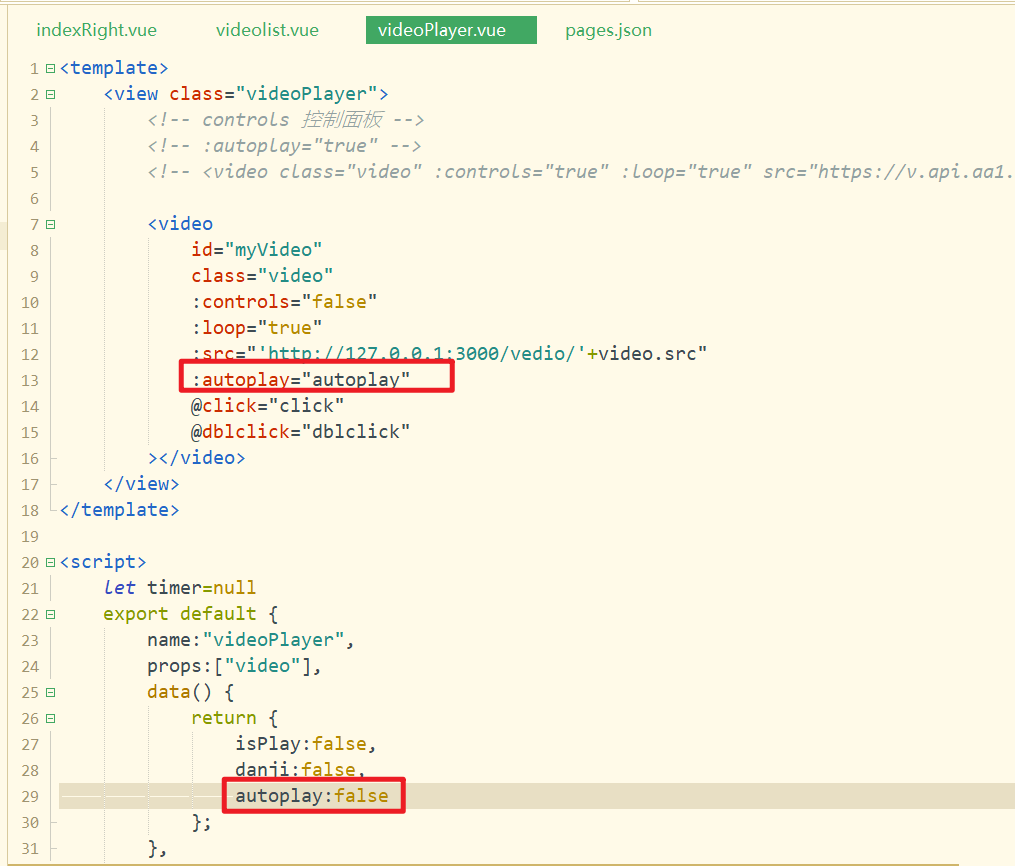 indexRight.vue videolist.vue videoPlayer.vue pages.json
1 <template>
2 <view class="videoPlayer">
3 <!-- controls 控制面板 -->
4 <!-- :autoplay="true" -->
5 <!-- <video class="video" :controls="true" :loop="true" src="https://v.api.aa1.
6
7 <video
8 id="myVideo"
9 class="video"
10 :controls="false"
11 :loop="true"
12 :src="'http://127.0.0.1:3000/vedio/'+video.src"
13 :autoplay="autoplay"
14 @click="click"
15 @dblclick="dblclick"
16 ></video>
17 </view>
18 </template>
19
20 <script>
21 let timer=null
22 export default {
23 name:"videoPlayer",
24 props:["video"],
25 data() {
26 return {
27 isPlay:false,
28 danji:false,
29 autoplay:false
30 };
31 },